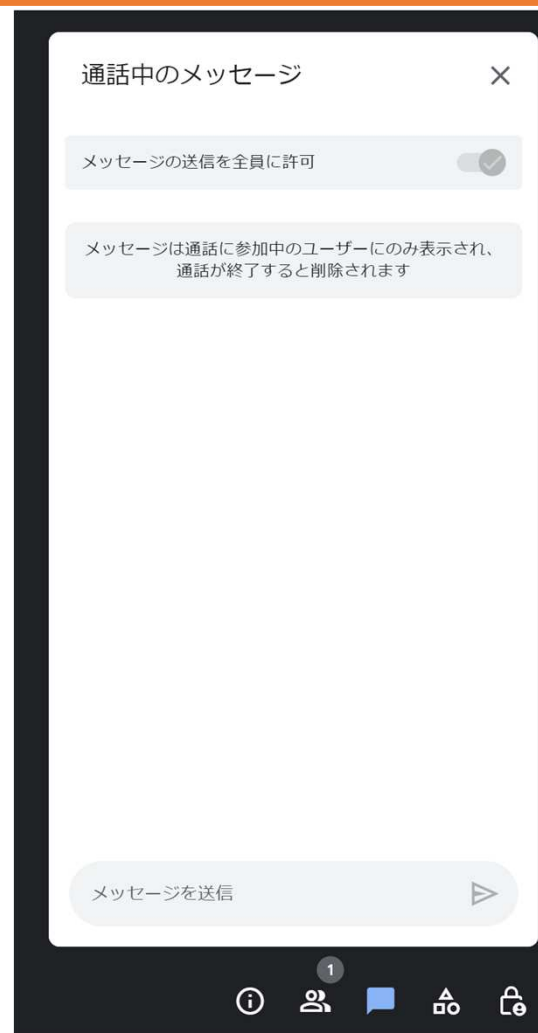 通話中のメッセージ
メッセージの送信を全員に許可
メッセージは通話に参加中のユーザーにのみ表示され、
通話が終了すると削除されます
メッセージを送信
1